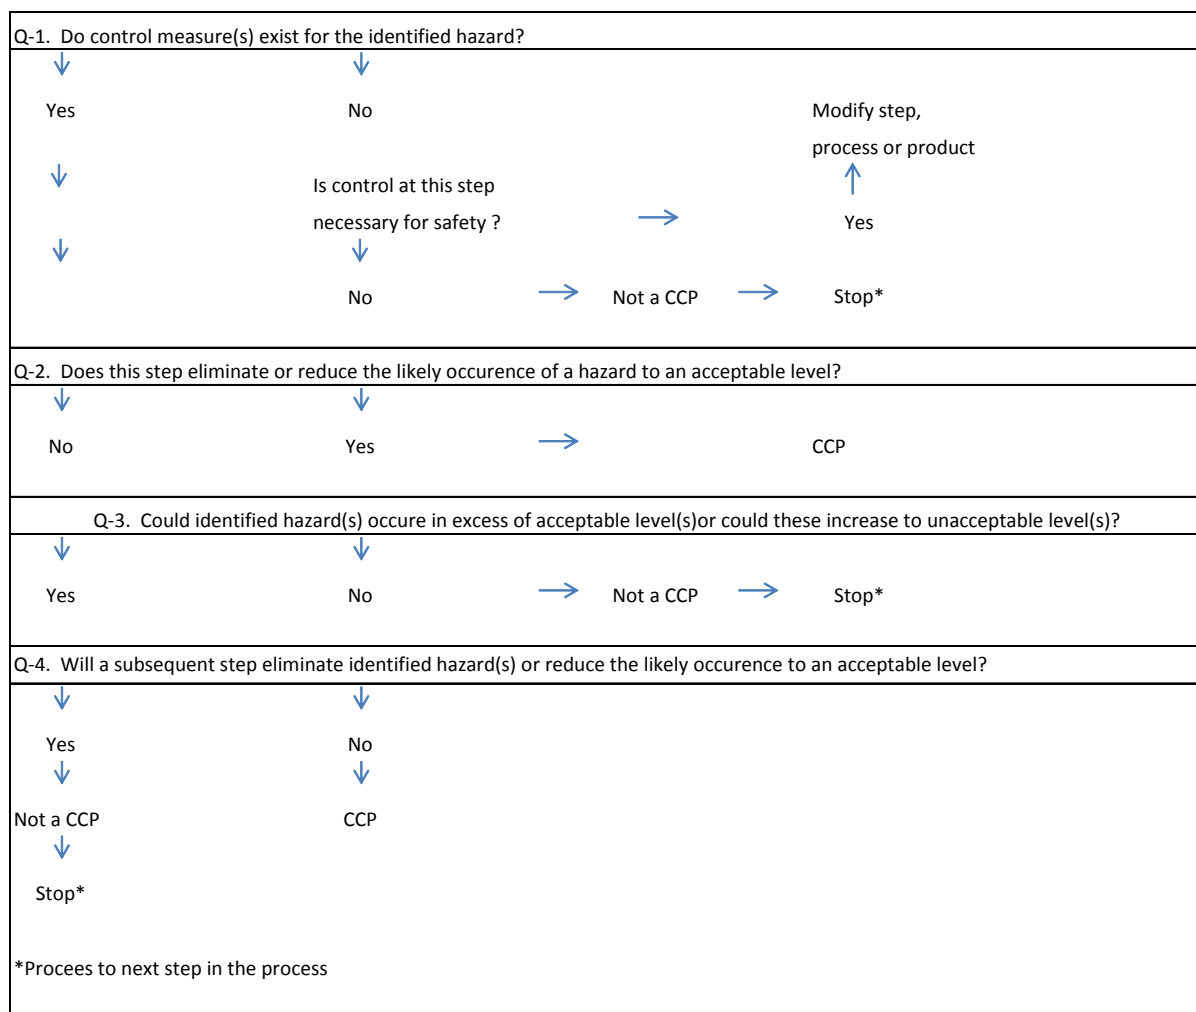 Q-1. Do control measure(s) exist for the identified hazard?
Yes No Modify step,
process or product
Is control at this step
necessary for safety ? Yes
No Not a CCP Stop*
Q-2. Does this step eliminate or reduce the likely occurence of a hazard to an acceptable level?
No Yes CCP
Q-3. Could identified hazard(s) occure in excess of acceptable level(s)or could these increase to unacceptable level(s)?
Yes No Not a CCP Stop*
Q-4. Will a subsequent step eliminate identified hazard(s) or reduce the likely occurence to an acceptable level?
Yes No
Not a CCP CCP
Stop*
*Procees to next step in the process